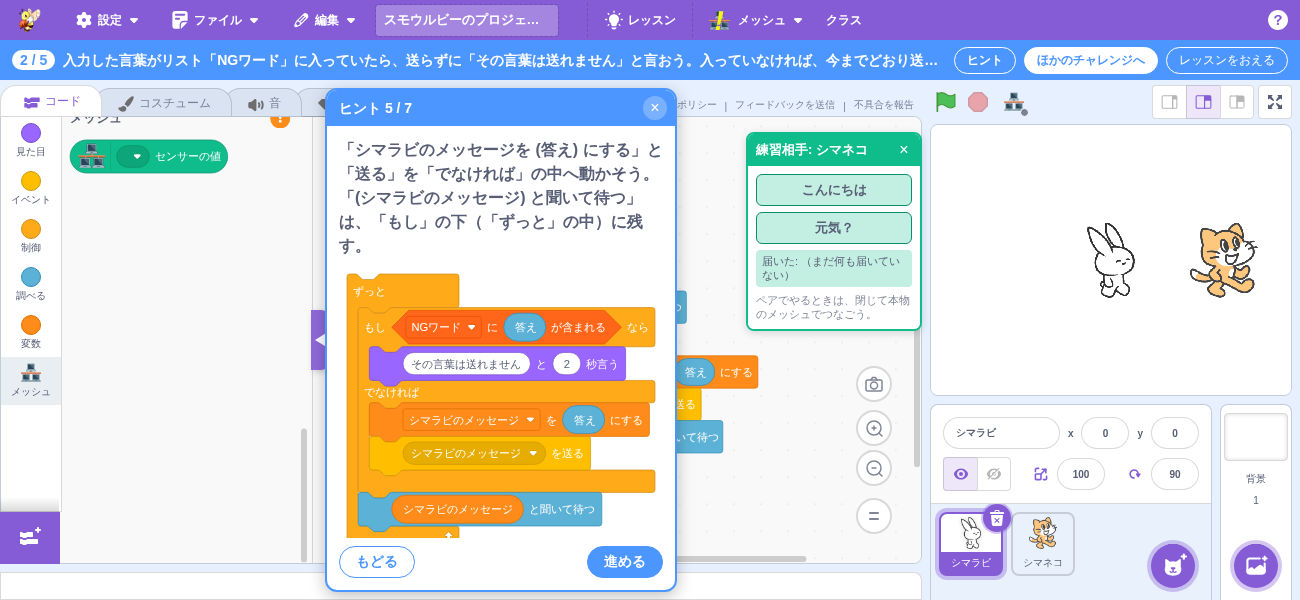 設定
ファイル
編集
スモウルビーのプロジェ…
レッスン
メッシュ
クラス
?
2 / 5
入力した言葉がリスト「NGワード」に入っていたら、送らずに「その言葉は送れません」と言おう。入っていなければ、今までどおり送…
ヒント
ほかのチャレンジへ
レッスンをおえる
コード
コスチューム
音
ポリシー | フィードバックを送信 | 不具合を報告
見た目
イベント
制御
調べる
変数
メッシュ
メッシュ
センサーの値
ヒント 5 / 7
×
「シマラビのメッセージを (答え) にする」と
「送る」を「でなければ」の中へ動かそう。
「(シマラビのメッセージ) と聞いて待つ」
は、「もし」の下（「ずっと」の中）に残
す。
ずっと
もし NGワード に 答え が含まれる なら
その言葉は送れません と 2 秒言う
でなければ
シマラビのメッセージ を 答え にする
シマラビのメッセージ を送る
シマラビのメッセージ と聞いて待つ
もどる
進める
答え にする
送る
いて待つ
練習相手: シマネコ
×
こんにちは
元気？
届いた: （まだ何も届いてい
ない）
ペアでやるときは、閉じて本物
のメッシュでつなごう。
シマラビ
x
0
y
0
100
90
シマラビ
シマネコ
背景
1